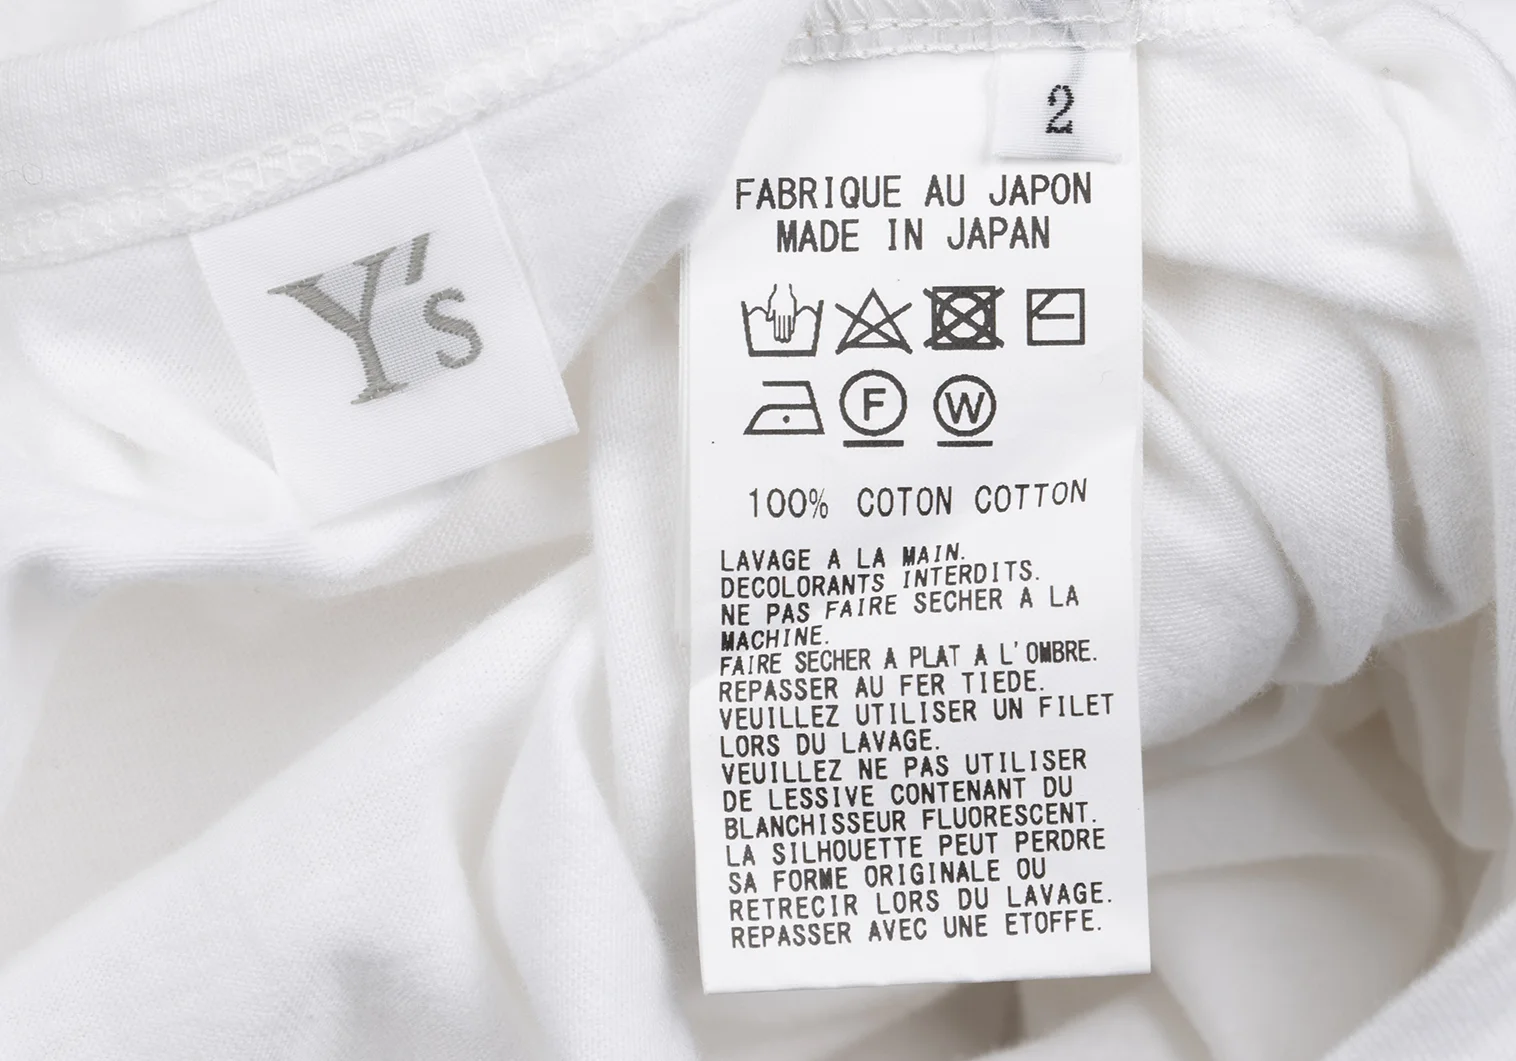 Y's
2
FABRIQUE AU JAPON
MADE IN JAPAN
F W
100% COTON COTTON
LAVAGE A LA MAIN.
DECOLORANTS INTERDITS.
NE PAS FAIRE SECHER A LA
MACHINE.
FAIRE SECHER A PLAT A L'OMBRE.
REPASSER AU FER TIEDE.
VEUILLEZ UTILISER UN FILET
LORS DU LAVAGE.
VEUILLEZ NE PAS UTILISER
DE LESSIVE CONTENANT DU
BLANCHISSEUR FLUORESCENT.
LA SILHOUETTE PEUT PERDRE
SA FORME ORIGINALE OU
RETRECIR LORS DU LAVAGE.
REPASSER AVEC UNE ETOFFE.